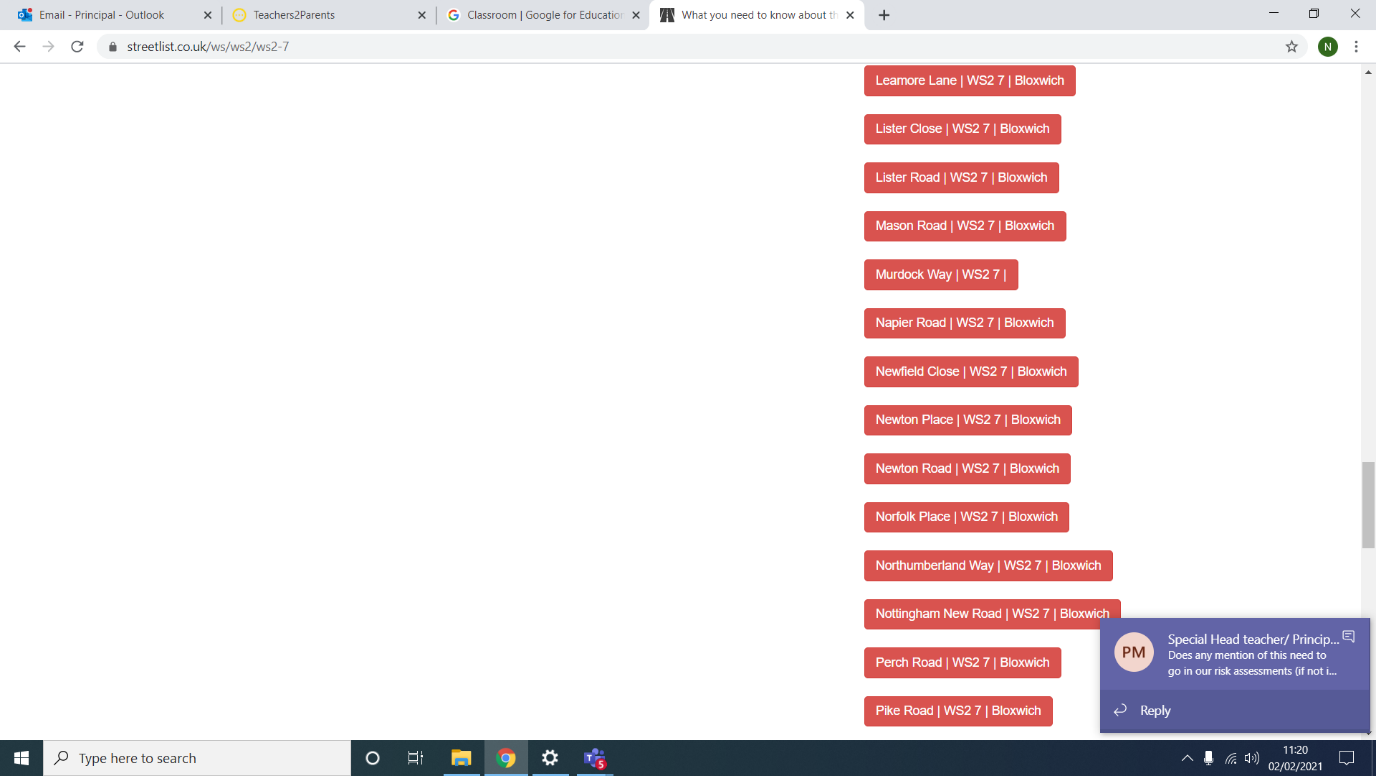 Email - Principal - Outlook
Teachers2Parents
Classroom | Google for Education
What you need to know about th
streetlist.co.uk/ws/ws2/ws2-7
N
Leamore Lane | WS2 7 | Bloxwich
Lister Close | WS2 7 | Bloxwich
Lister Road | WS2 7 | Bloxwich
Mason Road | WS2 7 | Bloxwich
Murdock Way | WS2 7 |
Napier Road | WS2 7 | Bloxwich
Newfield Close | WS2 7 | Bloxwich
Newton Place | WS2 7 | Bloxwich
Newton Road | WS2 7 | Bloxwich
Norfolk Place | WS2 7 | Bloxwich
Northumberland Way | WS2 7 | Bloxwich
Nottingham New Road | WS2 7 | Bloxwich
Perch Road | WS2 7 | Bloxwich
Pike Road | WS2 7 | Bloxwich
PM
Special Head teacher/ Princip...
Does any mention of this need to
go in our risk assessments (if not i...
Reply
Type here to search
5
11:20
02/02/2021